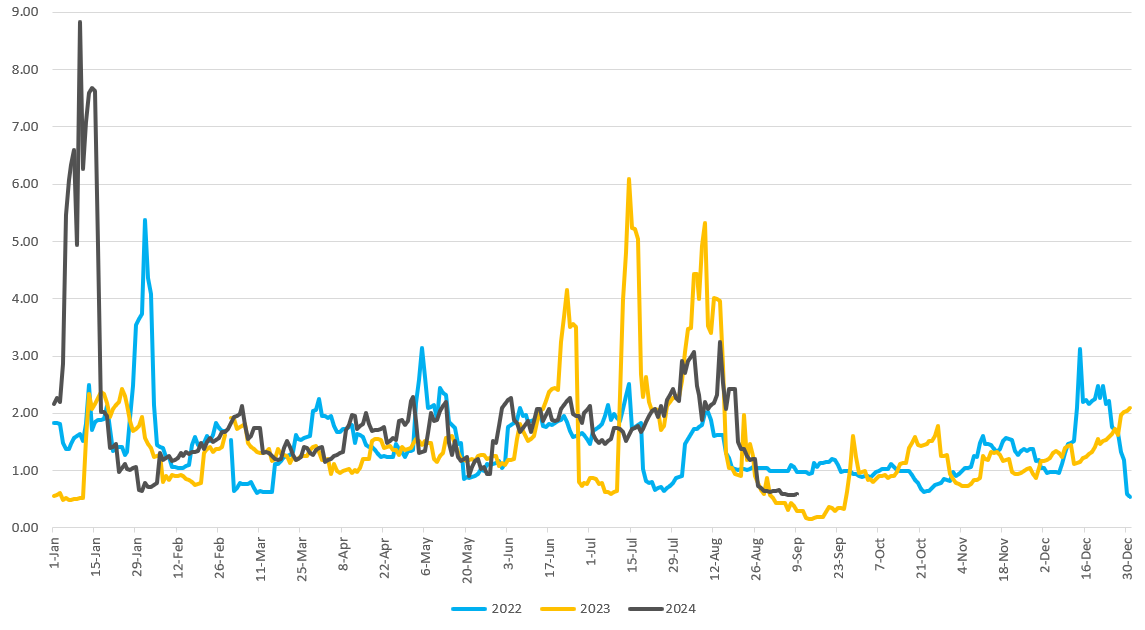 9.00
8.00
7.00
6.00
5.00
4.00
3.00
2.00
1.00
0.00
1-Jan
15-Jan
29-Jan
12-Feb
26-Feb
11-Mar
25-Mar
8-Apr
22-Apr
6-May
20-May
3-Jun
17-Jun
1-Jul
15-Jul
29-Jul
12-Aug
26-Aug
9-Sep
23-Sep
7-Oct
21-Oct
4-Nov
18-Nov
2-Dec
16-Dec
30-Dec
2022 2023 2024